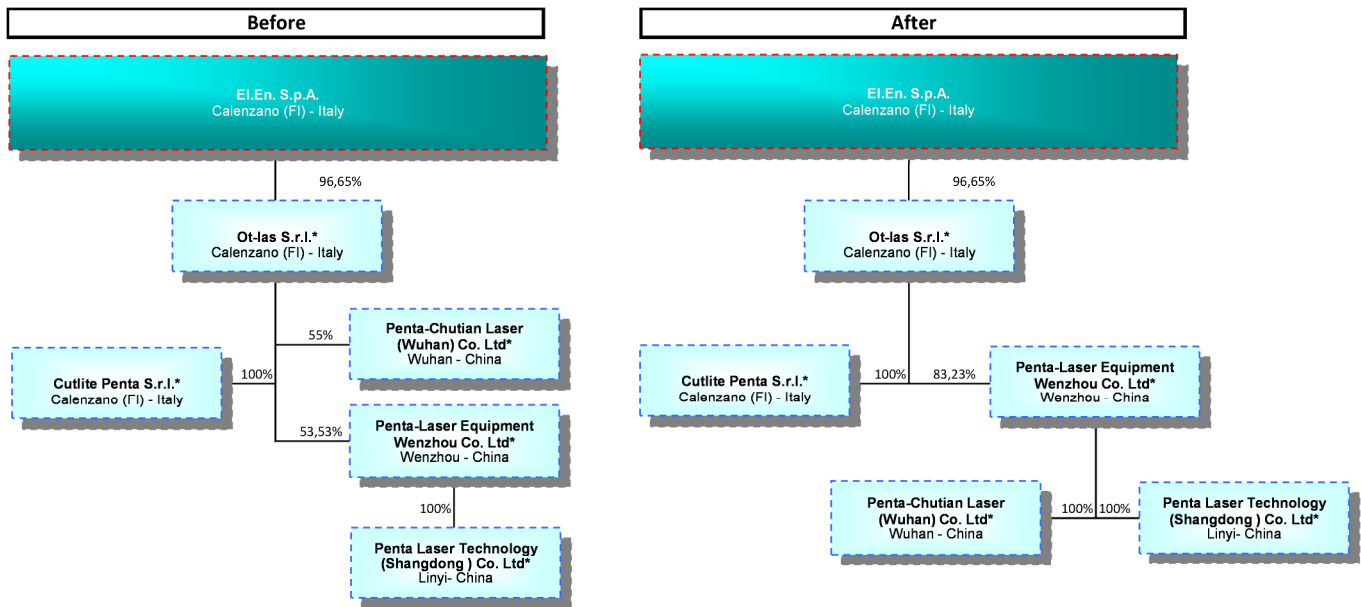 Before
El.En. S.p.A.
Calenzano (FI) - Italy
96,65%
Ot-las S.r.l.*
Calenzano (FI) - Italy
55%
Penta-Chutian Laser
(Wuhan) Co. Ltd*
Wuhan - China
Cutlite Penta S.r.l.*
Calenzano (FI) - Italy
100%
53,53%
Penta-Laser Equipment
Wenzhou Co. Ltd*
Wenzhou - China
100%
Penta Laser Technology
(Shangdong ) Co. Ltd*
Linyi- China
After
El.En. S.p.A.
Calenzano (FI) - Italy
96,65%
Ot-las S.r.l.*
Calenzano (FI) - Italy
Cutlite Penta S.r.l.*
Calenzano (FI) - Italy
100%
83,23%
Penta-Laser Equipment
Wenzhou Co. Ltd*
Wenzhou - China
Penta-Chutian Laser
(Wuhan) Co. Ltd*
Wuhan - China
100%
100%
Penta Laser Technology
(Shangdong ) Co. Ltd*
Linyi- China